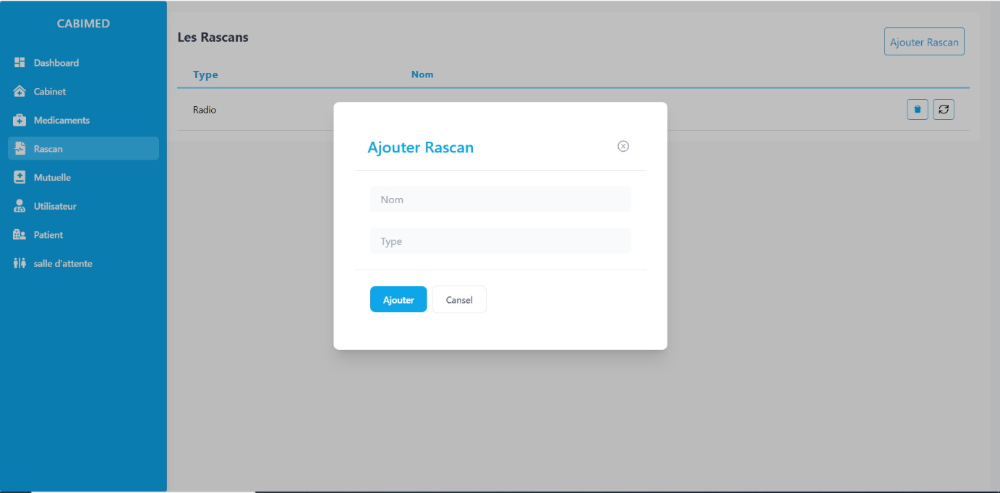 CABIMED
Dashboard
Cabinet
Medicaments
Rascan
Mutuelle
Utilisateur
Patient
salle d'attente
Les Rascans
Ajouter Rascan
Type Nom
Radio
Ajouter Rascan
Nom
Type
Ajouter Cansel